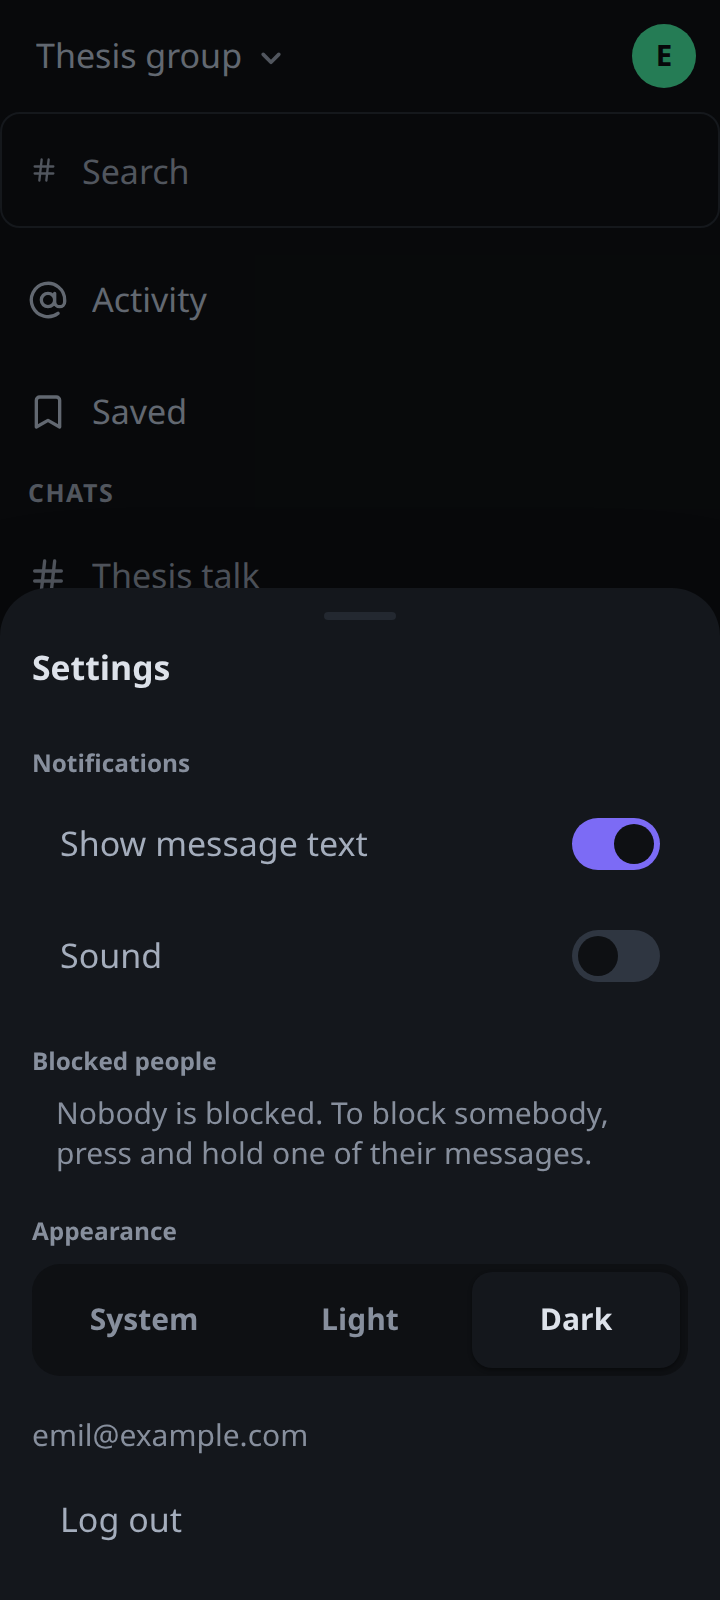 Thesis group
E
# Search
Activity
Saved
CHATS
# Thesis talk
Settings
Notifications
Show message text
Sound
Blocked people
Nobody is blocked. To block somebody,
press and hold one of their messages.
Appearance
System Light Dark
emil@example.com
Log out